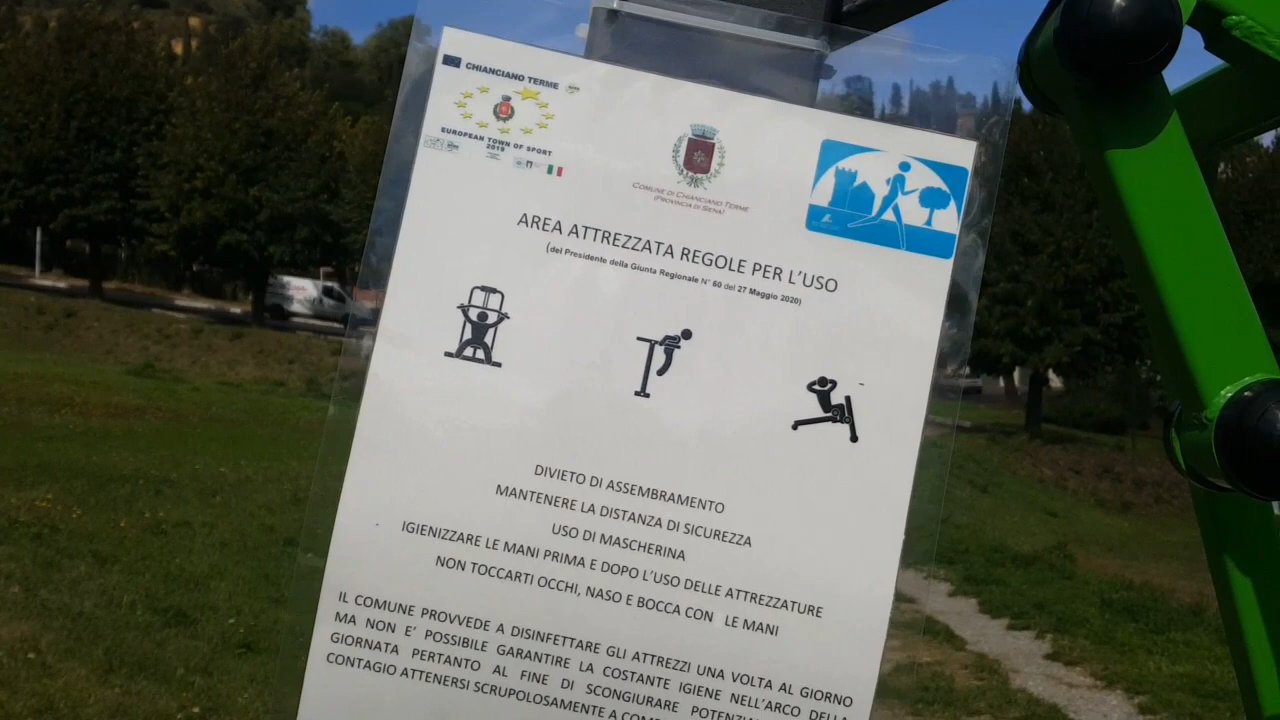 CHIANCIANO TERME
EUROPEAN TOWN OF SPORT
2019
COMUNE DI CHIANCIANO TERME
(PROVINCIA DI SIENA)
AREA ATTREZZATA REGOLE PER L'USO
(del Presidente della Giunta Regionale N° 60 del 27 Maggio 2020)
DIVIETO DI ASSEMBRAMENTO
MANTENERE LA DISTANZA DI SICUREZZA
USO DI MASCHERINA
IGIENIZZARE LE MANI PRIMA E DOPO L'USO DELLE ATTREZZATURE
NON TOCCARTI OCCHI, NASO E BOCCA CON LE MANI
IL COMUNE PROVVEDE A DISINFETTARE GLI ATTREZZI UNA VOLTA AL GIORNO
MA NON E' POSSIBILE GARANTIRE LA COSTANTE IGIENE NELL'ARCO DELLA
GIORNATA PERTANTO AL FINE DI SCONGIURARE
CONTAGIO ATTENERSI SCRUPOLOSAMENTE A